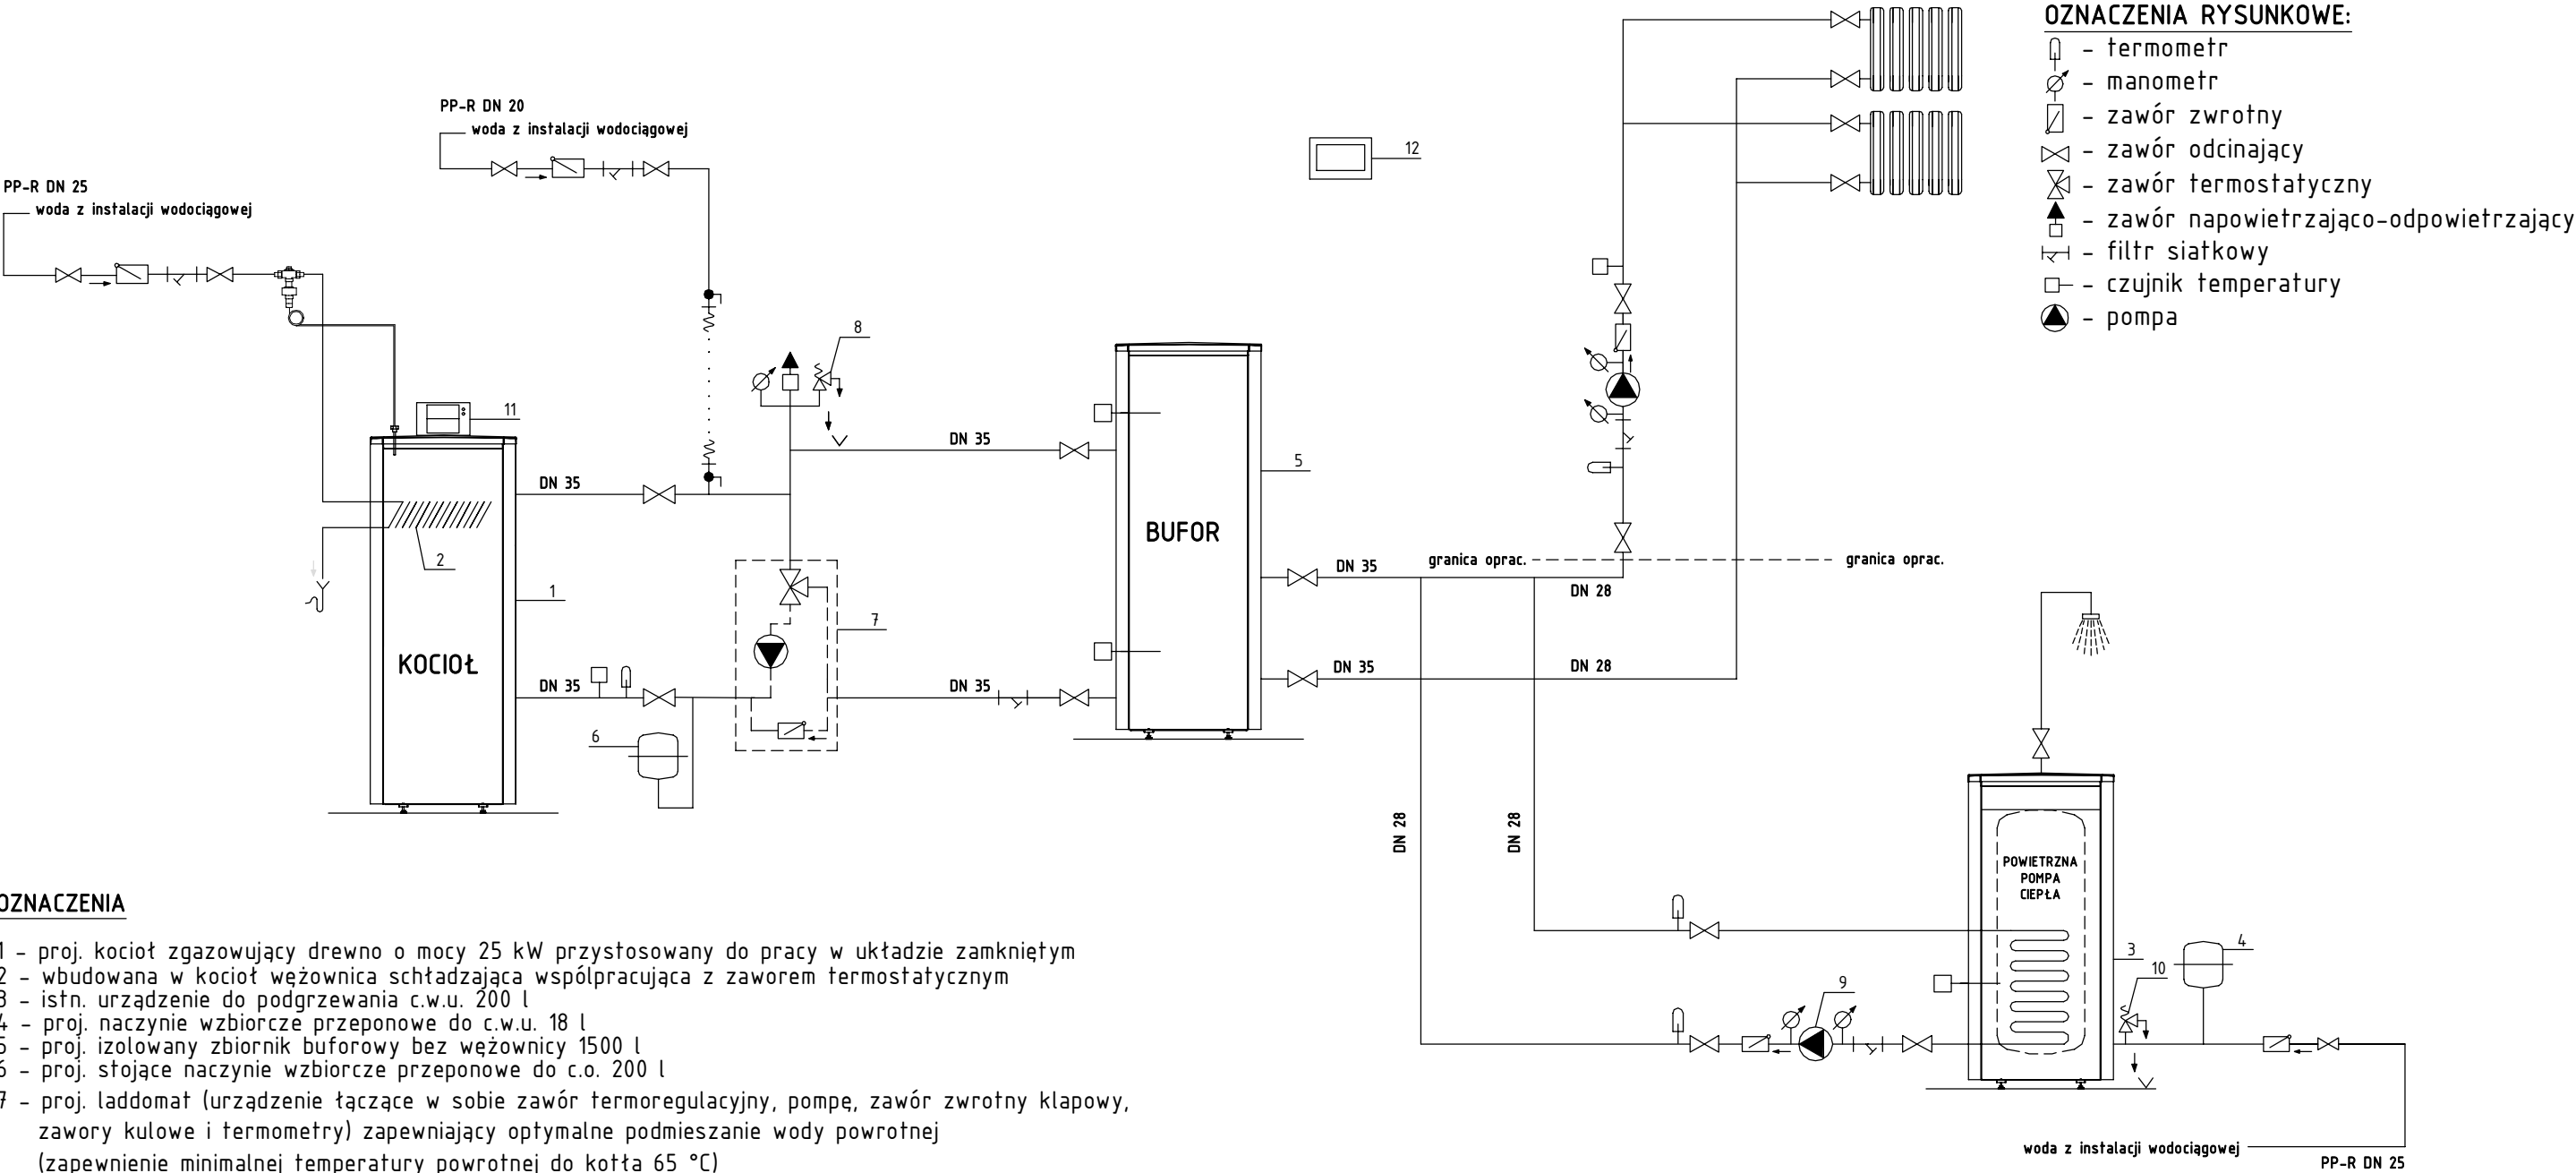 OZNACZENIA RYSUNKOWE:
- termometr
- manometr
- zawór zwrotny
- zawór odcinający
- zawór termostatyczny
- zawór napowietrzająco-odpowietrzający
- filtr siatkowy
- czujnik temperatury
- pompa
PP-R DN 20
woda z instalacji wodociągowej
12
PP-R DN 25
woda z instalacji wodociągowej
8
11
DN 35
DN 35
5
2
BUFOR
granica oprac.
granica oprac.
DN 35
DN 28
1
7
KOCIOŁ
DN 35
DN 35
DN 35
DN 28
6
DN 28
DN 28
POWIETRZNA
POMPA
CIEPŁA
3
4
10
9
woda z instalacji wodociągowej
PP-R DN 25
OZNACZENIA
1 - proj. kocioł zgazowujący drewno o mocy 25 kW przystosowany do pracy w układzie zamkniętym
2 - wbudowana w kocioł wężownica schładzająca wspólpracująca z zaworem termostatycznym
3 - istn. urządzenie do podgrzewania c.w.u. 200 l
4 - proj. naczynie wzbiorcze przeponowe do c.w.u. 18 l
5 - proj. izolowany zbiornik buforowy bez wężownicy 1500 l
6 - proj. stojące naczynie wzbiorcze przeponowe do c.o. 200 l
7 - proj. laddomat (urządzenie łączące w sobie zawór termoregulacyjny, pompę, zawór zwrotny klapowy,
zawory kulowe i termometry) zapewniający optymalne podmieszanie wody powrotnej
(zapewnienie minimalnej temperatury powrotnej do kotła 65 °C)